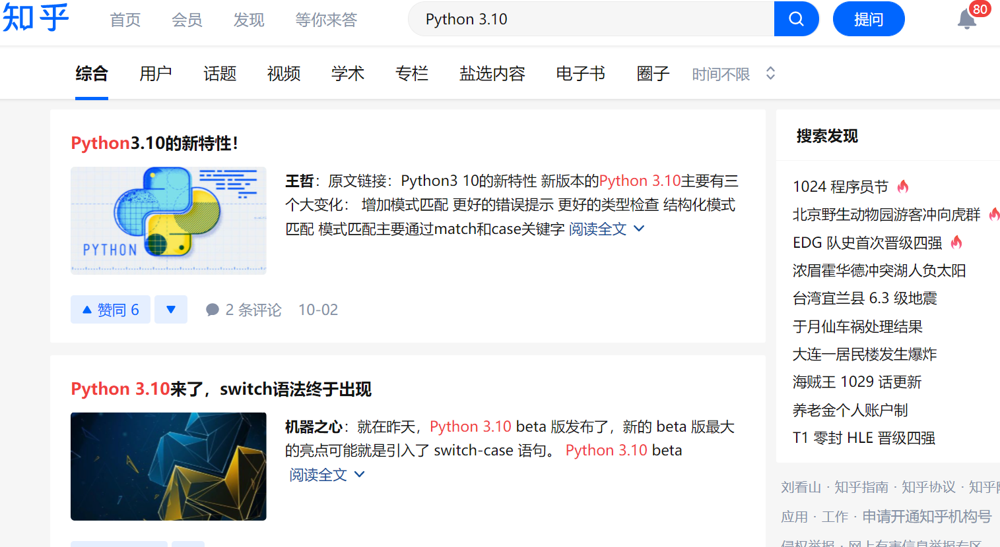 知乎 首页 会员 发现 等你来答 Python 3.10 提问 80
综合 用户 话题 视频 学术 专栏 盐选内容 电子书 圈子 时间不限
Python3.10的新特性！
PYTHON
王哲：原文链接：Python3 10的新特性 新版本的Python 3.10主要有三
个大变化： 增加模式匹配 更好的错误提示 更好的类型检查 结构化模式
匹配 模式匹配主要通过match和case关键字 阅读全文
赞同 6 2 条评论 10-02
Python 3.10来了，switch语法终于出现
机器之心：就在昨天，Python 3.10 beta 版发布了，新的 beta 版最大
的亮点可能就是引入了 switch-case 语句。 Python 3.10 beta
阅读全文
搜索发现
1024 程序员节
北京野生动物园游客冲向虎群
EDG 队史首次晋级四强
浓眉霍华德冲突湖人负太阳
台湾宜兰县 6.3 级地震
于月仙车祸处理结果
大连一居民楼发生爆炸
海贼王 1029 话更新
养老金个人账户制
T1 零封 HLE 晋级四强
刘看山 · 知乎指南 · 知乎协议 · 知乎
应用 · 工作 · 申请开通知乎机构号
侵权举报 · 网上有害信息举报专区